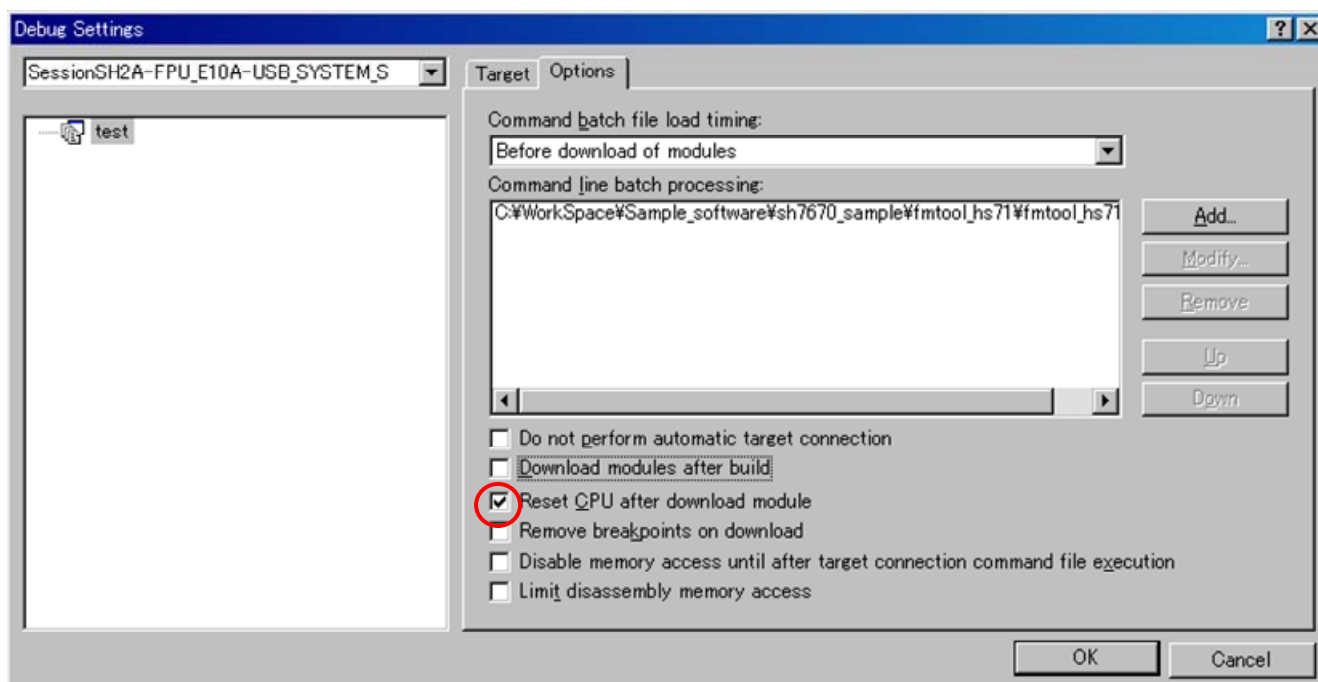 Debug Settings
SessionSH2A-FPU_E10A-USB_SYSTEM_S
test
Target
Options
Command batch file load timing:
Before download of modules
Command line batch processing:
C:¥WorkSpace¥Sample_software¥sh7670_sample¥fmtool_hs71¥fmtool_hs71
Add...
Modify...
Remove
Up
Down
Do not perform automatic target connection
Download modules after build
Reset CPU after download module
Remove breakpoints on download
Disable memory access until after target connection command file execution
Limit disassembly memory access
OK
Cancel